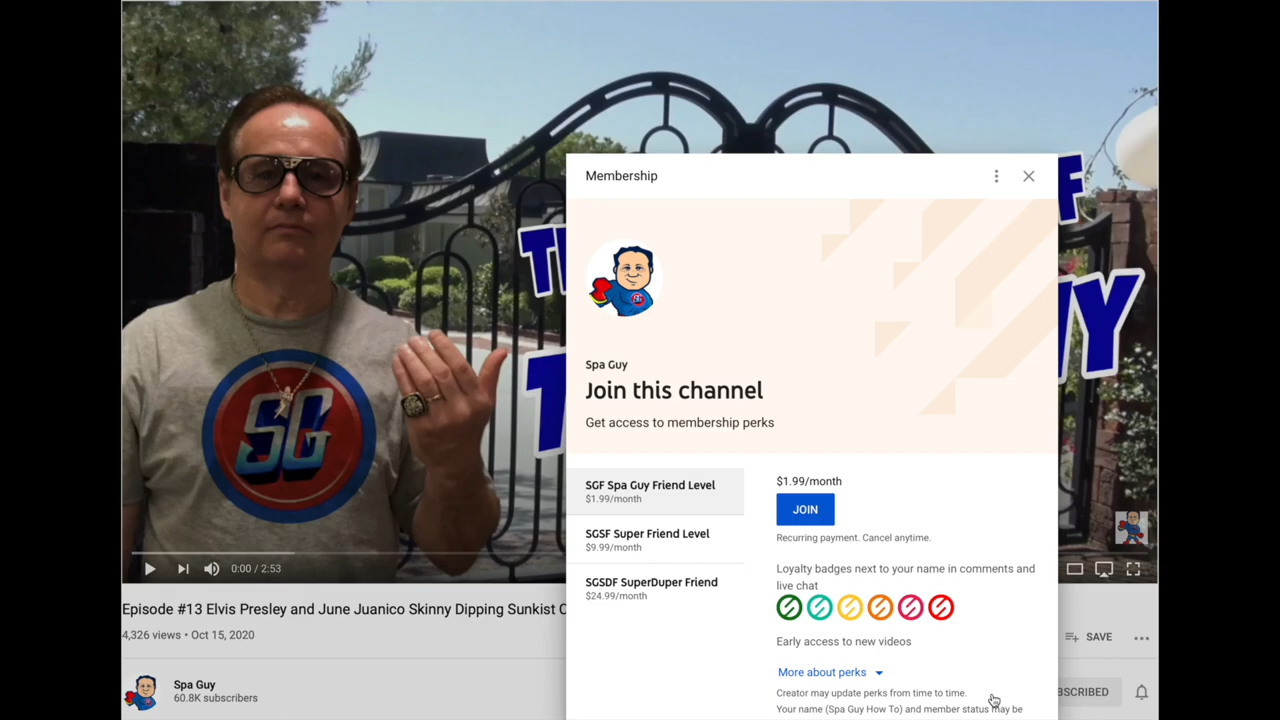 Membership
Spa Guy
Join this channel
Get access to membership perks
SGF Spa Guy Friend Level
$1.99/month
SGSF Super Friend Level
$9.99/month
SGSDF SuperDuper Friend
$24.99/month
$1.99/month
JOIN
Recurring payment. Cancel anytime.
Loyalty badges next to your name in comments and
live chat
Early access to new videos
More about perks
Creator may update perks from time to time.
Your name (Spa Guy How To) and member status may be
SG
0:00 / 2:53
Episode #13 Elvis Presley and June Juanico Skinny Dipping Sunkist
4,326 views • Oct 15, 2020
SAVE
Spa Guy
60.8K subscribers